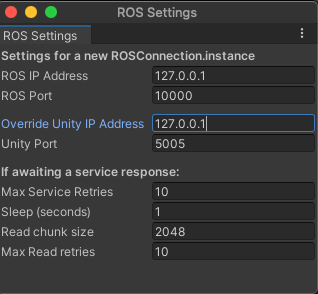 ROS Settings
ROS Settings
Settings for a new ROSConnection.instance
ROS IP Address 127.0.0.1
ROS Port 10000
Override Unity IP Address 127.0.0.1
Unity Port 5005
If awaiting a service response:
Max Service Retries 10
Sleep (seconds) 1
Read chunk size 2048
Max Read retries 10